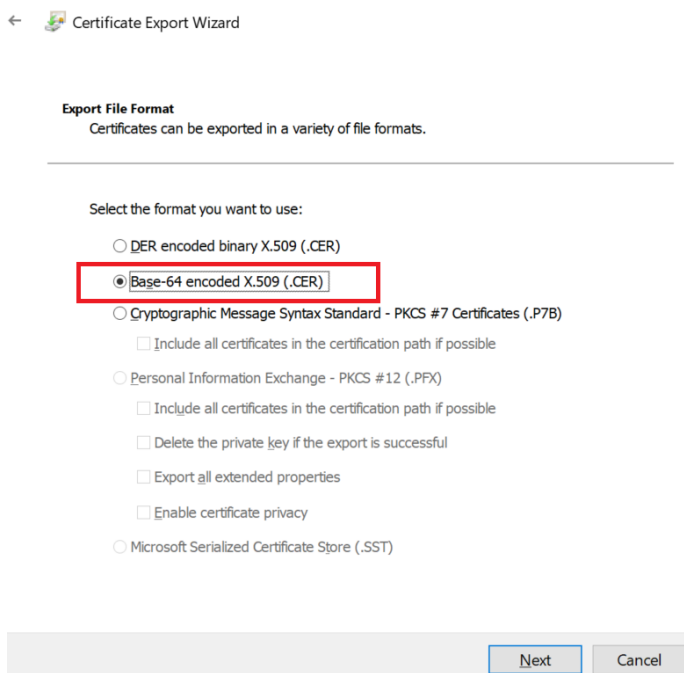 Certificate Export Wizard
Export File Format
Certificates can be exported in a variety of file formats.
Select the format you want to use:
DER encoded binary X.509 (.CER)
Base-64 encoded X.509 (.CER)
Cryptographic Message Syntax Standard - PKCS #7 Certificates (.P7B)
Include all certificates in the certification path if possible
Personal Information Exchange - PKCS #12 (.PFX)
Include all certificates in the certification path if possible
Delete the private key if the export is successful
Export all extended properties
Enable certificate privacy
Microsoft Serialized Certificate Store (.SST)
Next Cancel